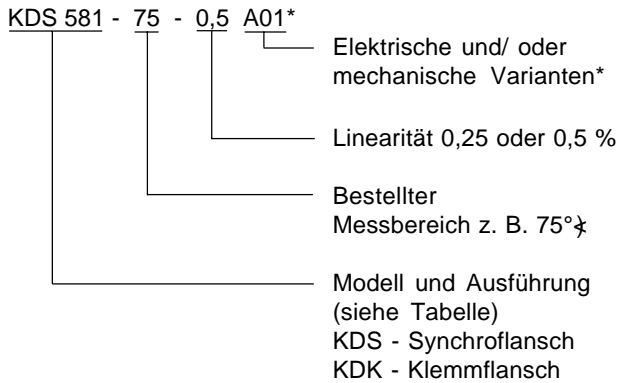 KDS 581 - 75 - 0,5 A01*
Elektrische und/ oder
mechanische Varianten*
Linearität 0,25 oder 0,5 %
Bestellter
Messbereich z. B. 75°∢
Modell und Ausführung
(siehe Tabelle)
KDS - Synchroflansch
KDK - Klemmflansch